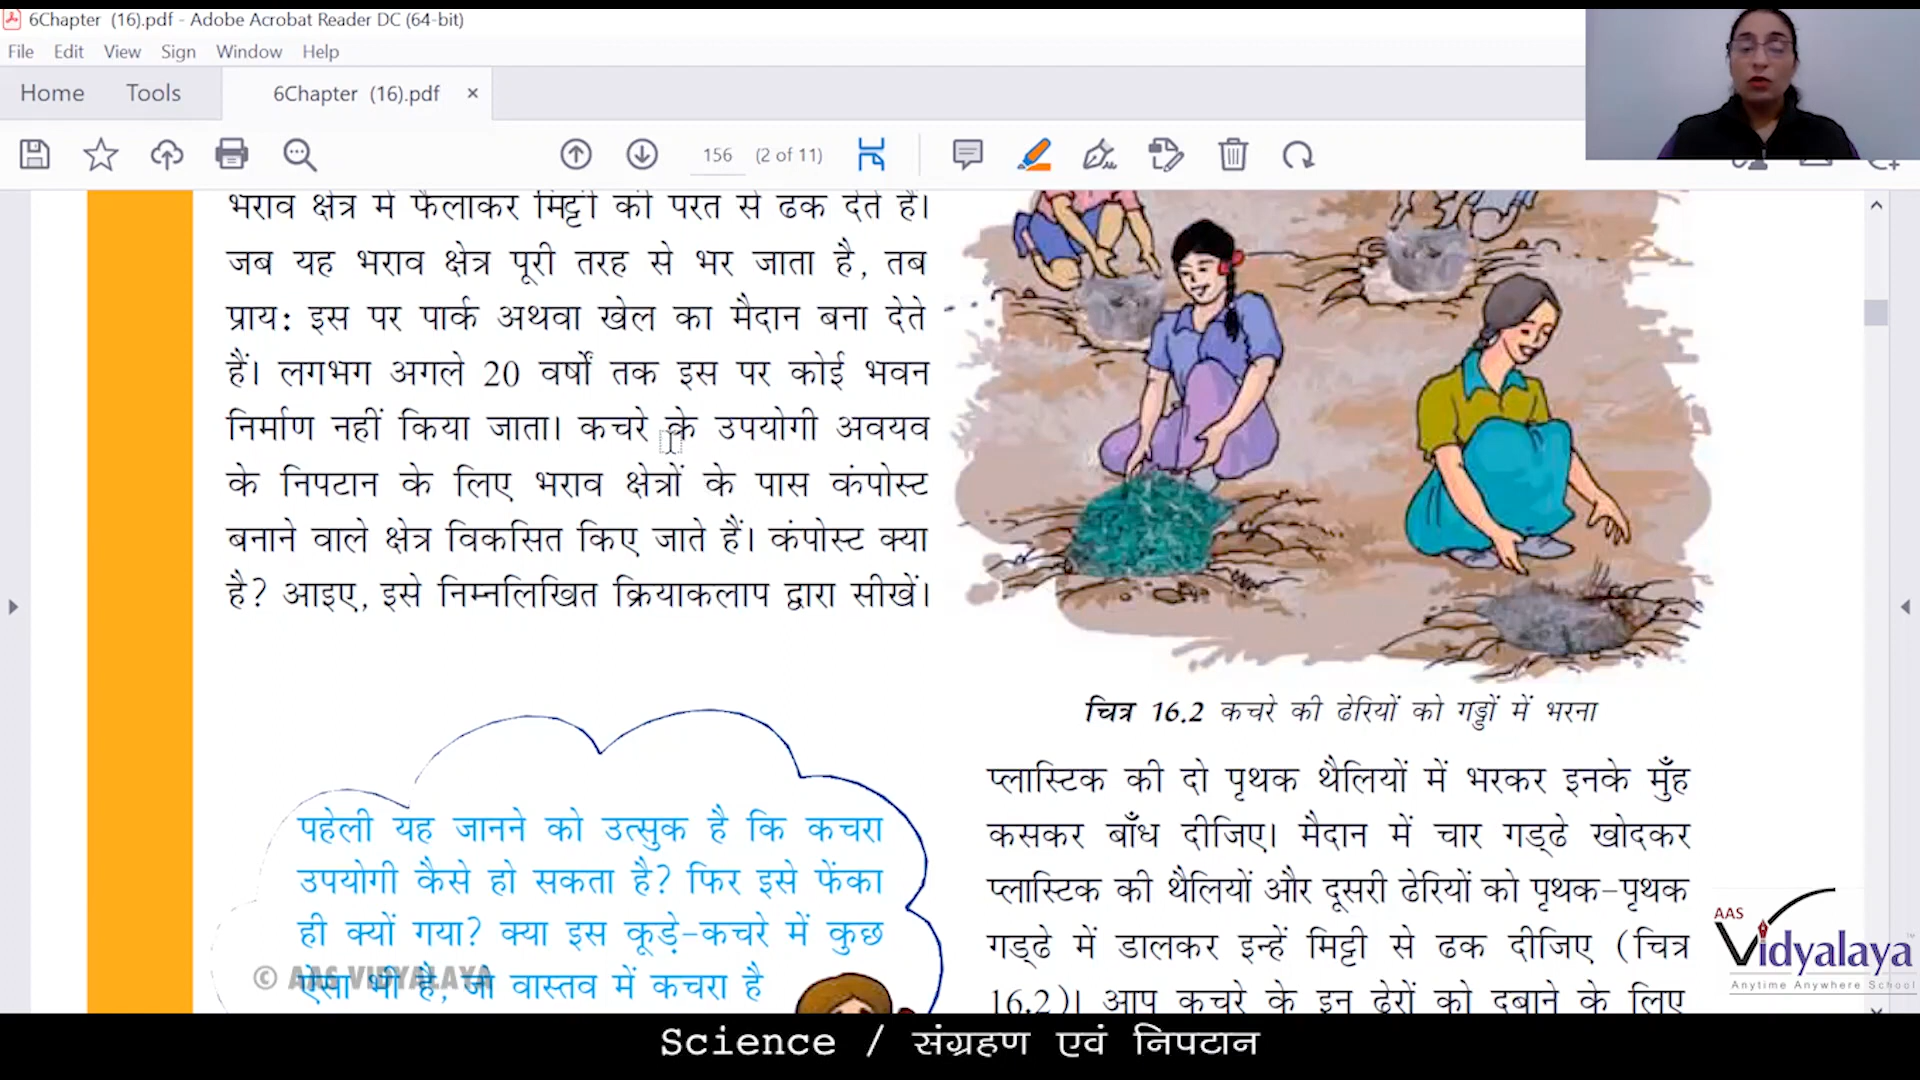 6Chapter (16).pdf - Adobe Acrobat Reader DC (64-bit)
File Edit View Sign Window Help
Home Tools 6Chapter (16).pdf ×
156 (2 of 11)
भराव क्षेत्र में फैलाकर मिट्टी की परत से ढक देते हैं।
जब यह भराव क्षेत्र पूरी तरह से भर जाता है, तब
प्राय: इस पर पार्क अथवा खेल का मैदान बना देते
हैं। लगभग अगले 20 वर्षों तक इस पर कोई भवन
निर्माण नहीं किया जाता। कचरे के उपयोगी अवयव
के निपटान के लिए भराव क्षेत्रों के पास कंपोस्ट
बनाने वाले क्षेत्र विकसित किए जाते हैं। कंपोस्ट क्या
है? आइए, इसे निम्नलिखित क्रियाकलाप द्वारा सीखें।
पहेली यह जानने को उत्सुक है कि कचरा
उपयोगी कैसे हो सकता है? फिर इसे फेंका
ही क्यों गया? क्या इस कूड़े-कचरे में कुछ
ऐसा भी है, जो वास्तव में कचरा है
© AAS VIDYALAYA
चित्र 16.2 कचरे की ढेरियों को गड्ढों में भरना
प्लास्टिक की दो पृथक थैलियों में भरकर इनके मुँह
कसकर बाँध दीजिए। मैदान में चार गड्ढे खोदकर
प्लास्टिक की थैलियों और दूसरी ढेरियों को पृथक-पृथक
गड्ढे में डालकर इन्हें मिट्टी से ढक दीजिए (चित्र
16.2)। आप कचरे के इन ढेरों को दबाने के लिए
AAS
Vidyalaya
Anytime Anywhere School
Science / संग्रहण एवं निपटान